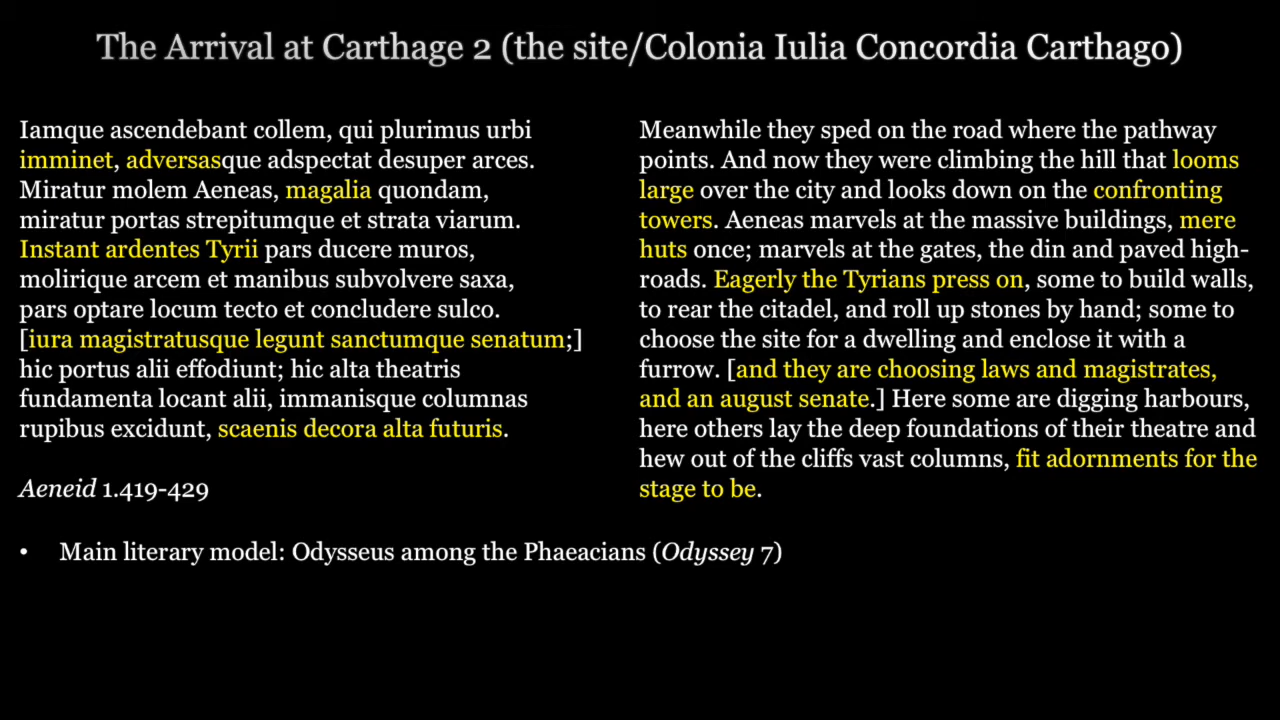 The Arrival at Carthage 2 (the site/Colonia Iulia Concordia Carthago)
Iamque ascendebant collem, qui plurimus urbi
imminet, adversasque adspectat desuper arces.
Miratur molem Aeneas, magalia quondam,
miratur portas strepitumque et strata viarum.
Instant ardentes Tyrii pars ducere muros,
molirique arcem et manibus subvolvere saxa,
pars optare locum tecto et concludere sulco.
[iura magistratusque legunt sanctumque senatum;]
hic portus alii effodiunt; hic alta theatris
fundamenta locant alii, immanisque columnas
rupibus excidunt, scaenis decora alta futuris.
Aeneid 1.419-429
Meanwhile they sped on the road where the pathway
points. And now they were climbing the hill that looms
large over the city and looks down on the confronting
towers. Aeneas marvels at the massive buildings, mere
huts once; marvels at the gates, the din and paved high-
roads. Eagerly the Tyrians press on, some to build walls,
to rear the citadel, and roll up stones by hand; some to
choose the site for a dwelling and enclose it with a
furrow. [and they are choosing laws and magistrates,
and an august senate.] Here some are digging harbours,
here others lay the deep foundations of their theatre and
hew out of the cliffs vast columns, fit adornments for the
stage to be.
• Main literary model: Odysseus among the Phaeacians (Odyssey 7)